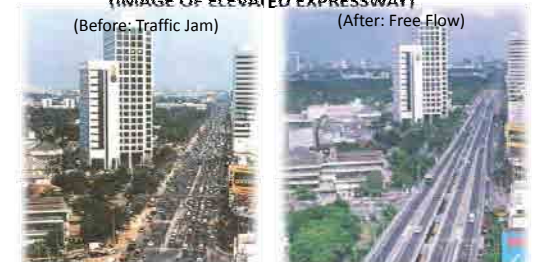 (IMAGE OF ELEVATED EXPRESSWAY)
(Before: Traffic Jam)
(After: Free Flow)